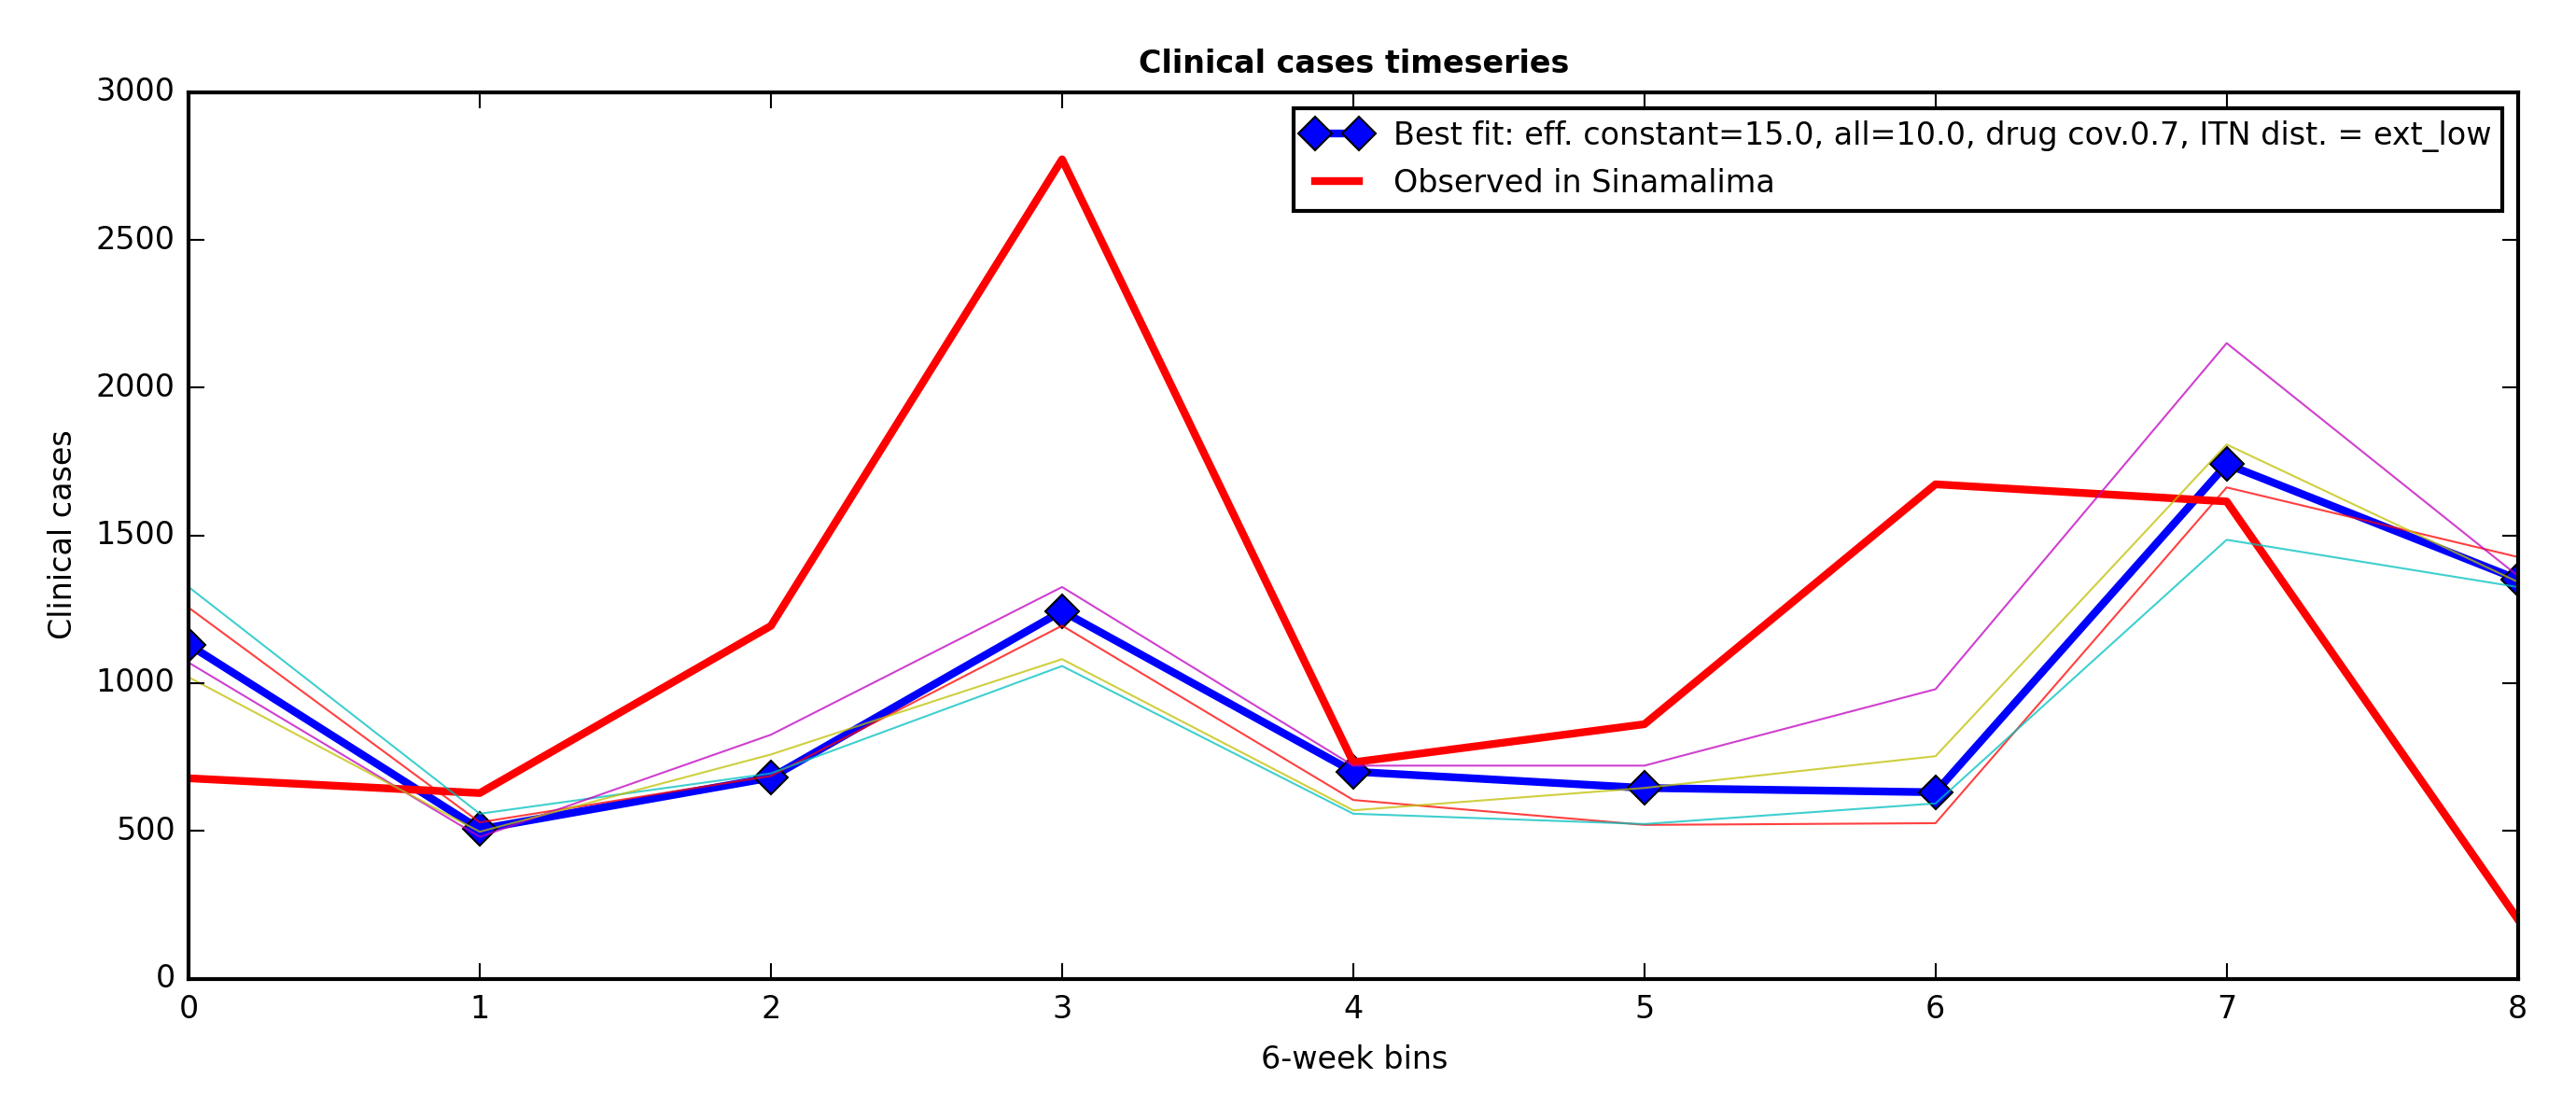 Clinical cases timeseries
3000
2500
2000
1500
1000
500
0
Clinical cases
Best fit: eff. constant=15.0, all=10.0, drug cov.0.7, ITN dist. = ext_low
Observed in Sinamalima
0 1 2 3 4 5 6 7 8
6-week bins